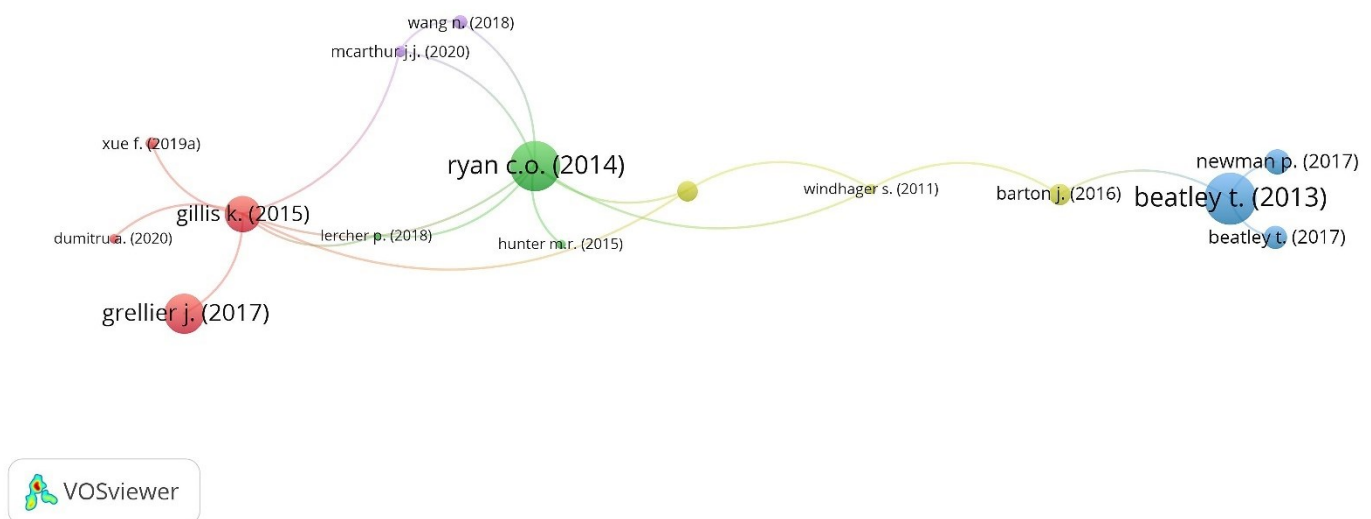 wang n. (2018)
mcarthur j.j. (2020)
xue f. (2019a)
ryan c.o. (2014)
newman p. (2017)
windhager s. (2011)
barton j. (2016)
beatley t. (2013)
gillis k. (2015)
lercher p. (2018)
dumitru a. (2020)
hunter m.r. (2015)
beatley t. (2017)
grellier j. (2017)
VOSviewer